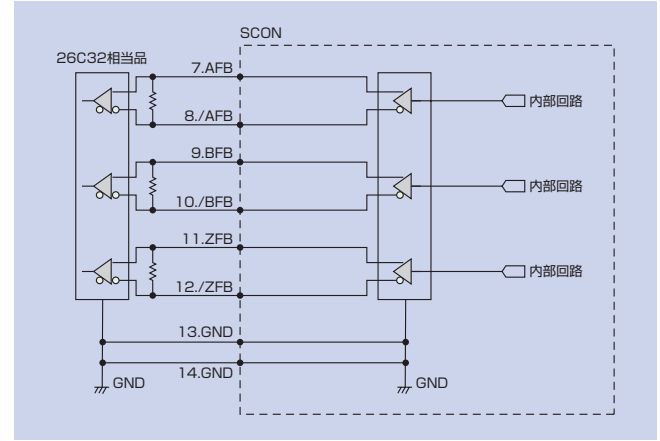 SCON
26C32相当品
7.AFB
内部回路
8./AFB
9.BFB
内部回路
10./BFB
11.ZFB
内部回路
12./ZFB
13.GND
14.GND
GND
GND